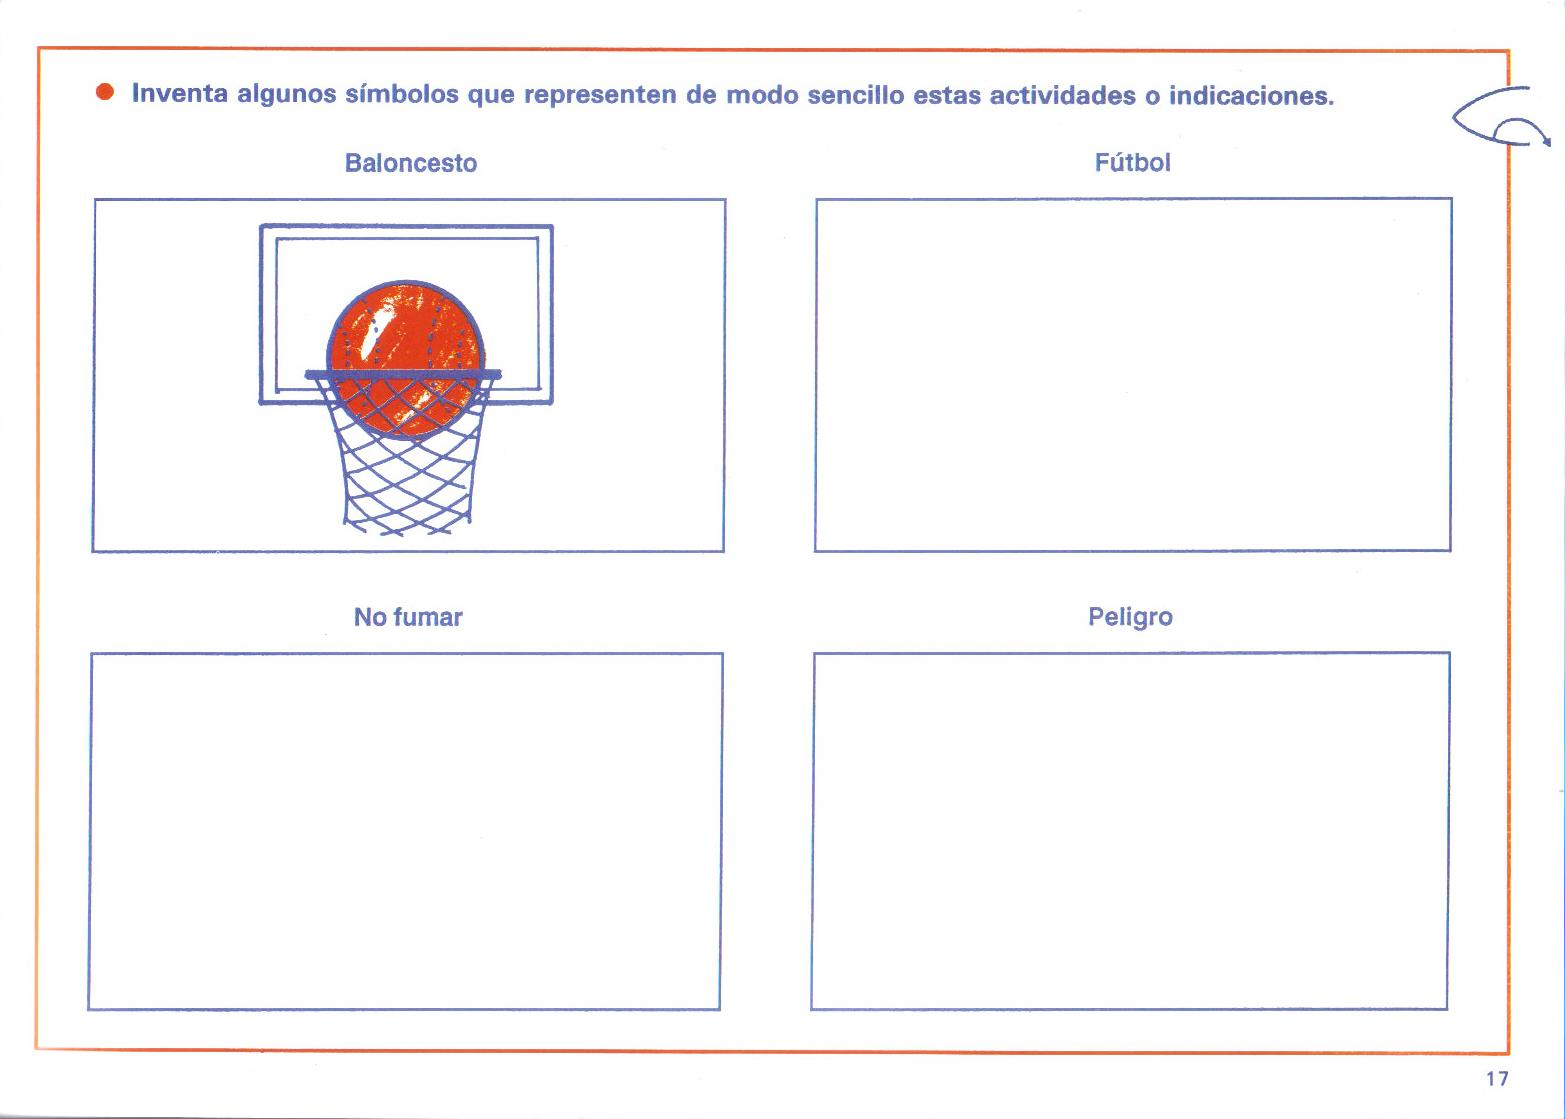 Inventa algunos símbolos que representen de modo sencillo estas actividades o indicaciones.
Baloncesto
Fútbol
No fumar
Peligro
17